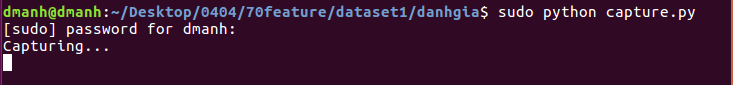 dmanh@dmanh:~/Desktop/0404/70feature/dataset1/danhgia$ sudo python capture.py
[sudo] password for dmanh:
Capturing...